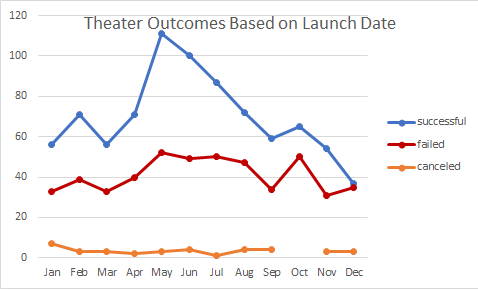 Theater Outcomes Based on Launch Date
120
100
80
60
40
20
0
Jan Feb Mar Apr May Jun Jul Aug Sep Oct Nov Dec
successful
failed
canceled